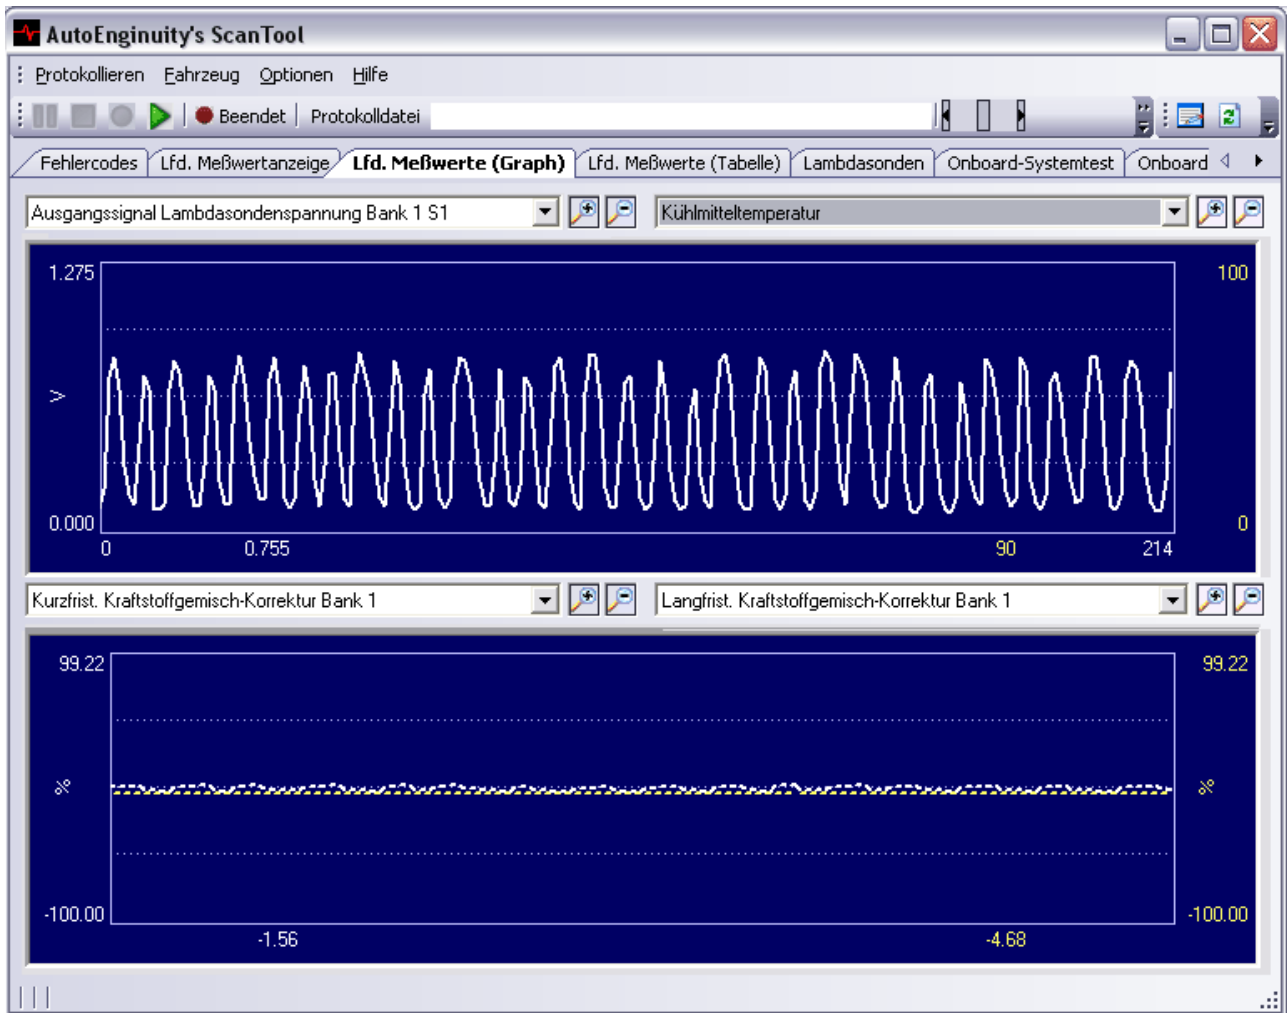 AutoEnginuity's ScanTool
Protokollieren Fahrzeug Optionen Hilfe
Beendet Protokolldatei
Fehlercodes Lfd. Meßwertanzeige Lfd. Meßwerte (Graph) Lfd. Meßwerte (Tabelle) Lambdasonden Onboard-Systemtest Onboard
Ausgangssignal Lambdasondenspannung Bank 1 S1 Kühlmitteltemperatur
1.275 100
V
0.000 0
0 0.755 90 214
Kurzfrist. Kraftstoffgemisch-Korrektur Bank 1 Langfrist. Kraftstoffgemisch-Korrektur Bank 1
99.22 99.22
% %
-100.00 -100.00
-1.56 -4.68